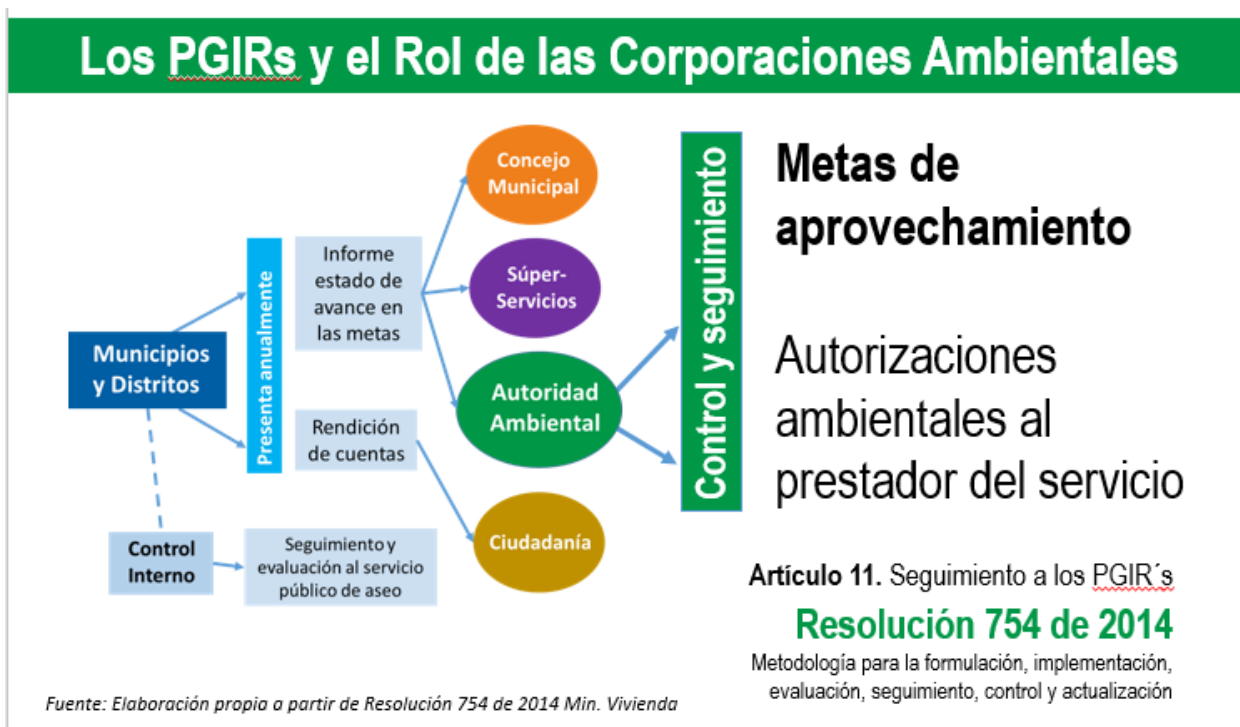 Los PGIRs y el Rol de las Corporaciones Ambientales
Concejo
Municipal
Súper-
Servicios
Autoridad
Ambiental
Ciudadanía
Informe
estado de
avance en
las metas
Rendición
de cuentas
Presenta anualmente
Municipios
y Distritos
Control
Interno
Seguimiento y
evaluación al servicio
público de aseo
Control y seguimiento
Metas de
aprovechamiento
Autorizaciones
ambientales al
prestador del servicio
Artículo 11. Seguimiento a los PGIR´s
Resolución 754 de 2014
Metodología para la formulación, implementación,
evaluación, seguimiento, control y actualización
Fuente: Elaboración propia a partir de Resolución 754 de 2014 Min. Vivienda